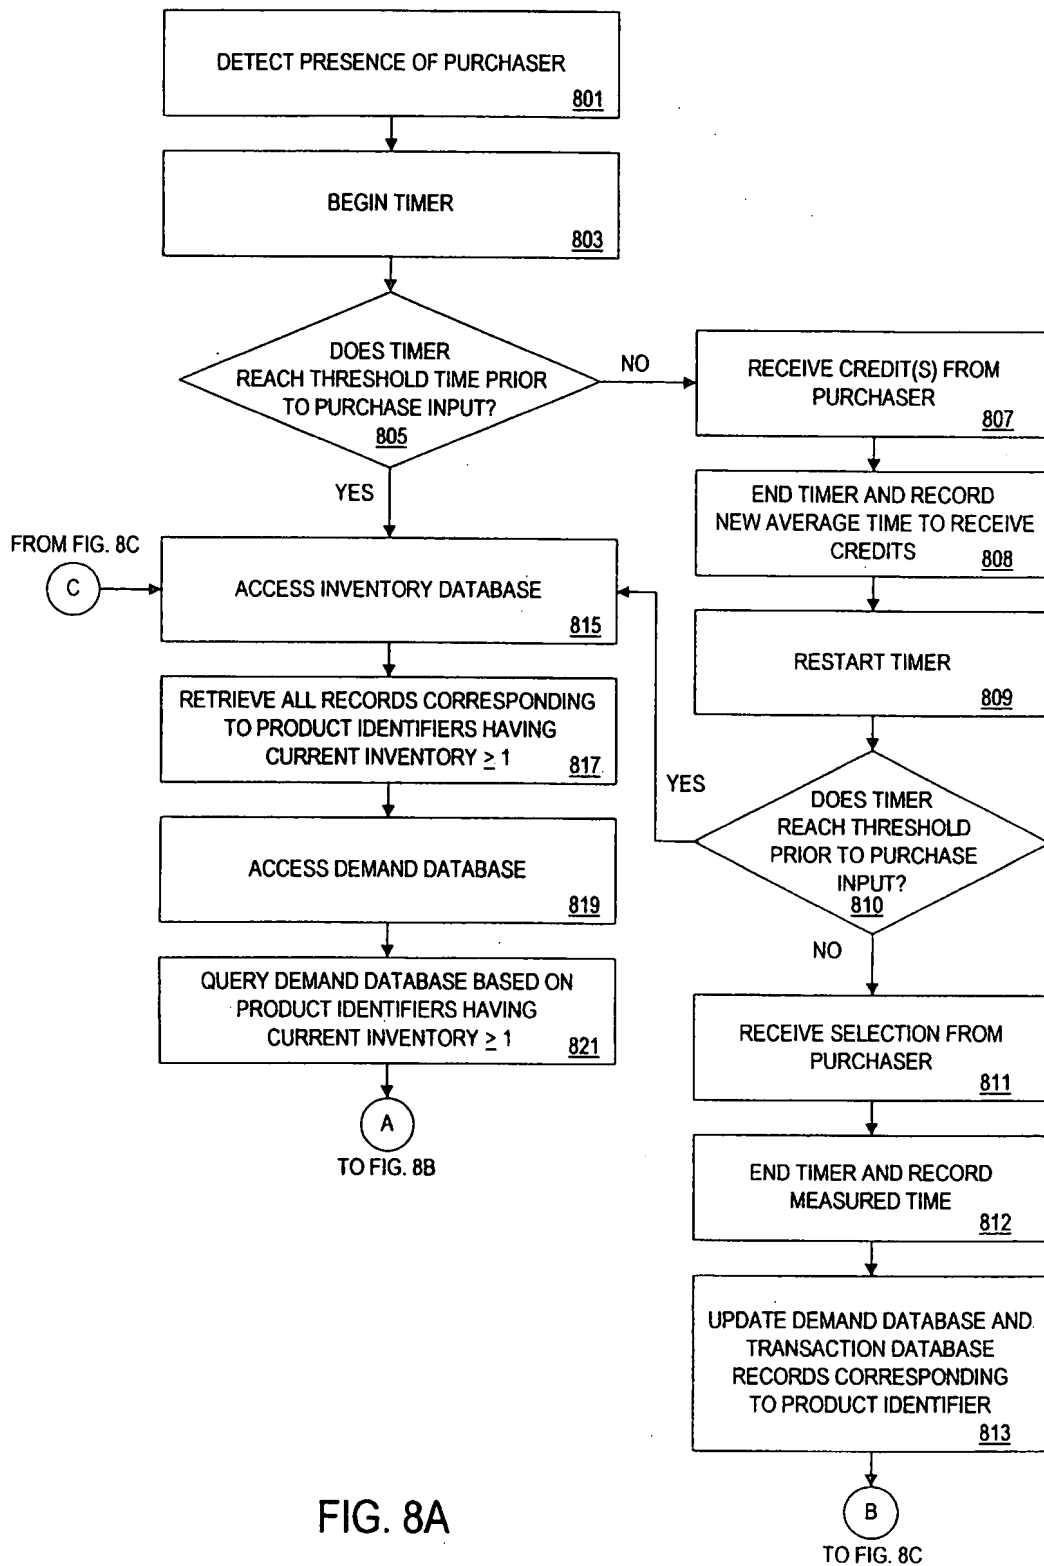 DETECT PRESENCE OF PURCHASER
801
BEGIN TIMER
803
DOES TIMER
REACH THRESHOLD TIME PRIOR
TO PURCHASE INPUT?
805
NO
YES
RECEIVE CREDIT(S) FROM
PURCHASER
807
END TIMER AND RECORD
NEW AVERAGE TIME TO RECEIVE
CREDITS
808
RESTART TIMER
809
DOES TIMER
REACH THRESHOLD
PRIOR TO PURCHASE
INPUT?
810
YES
NO
FROM FIG. 8C
C
ACCESS INVENTORY DATABASE
815
RETRIEVE ALL RECORDS CORRESPONDING
TO PRODUCT IDENTIFIERS HAVING
CURRENT INVENTORY ≥ 1
817
ACCESS DEMAND DATABASE
819
QUERY DEMAND DATABASE BASED ON
PRODUCT IDENTIFIERS HAVING
CURRENT INVENTORY ≥ 1
821
A
TO FIG. 8B
RECEIVE SELECTION FROM
PURCHASER
811
END TIMER AND RECORD
MEASURED TIME
812
UPDATE DEMAND DATABASE AND
TRANSACTION DATABASE
RECORDS CORRESPONDING
TO PRODUCT IDENTIFIER
813
B
TO FIG. 8C
FIG. 8A